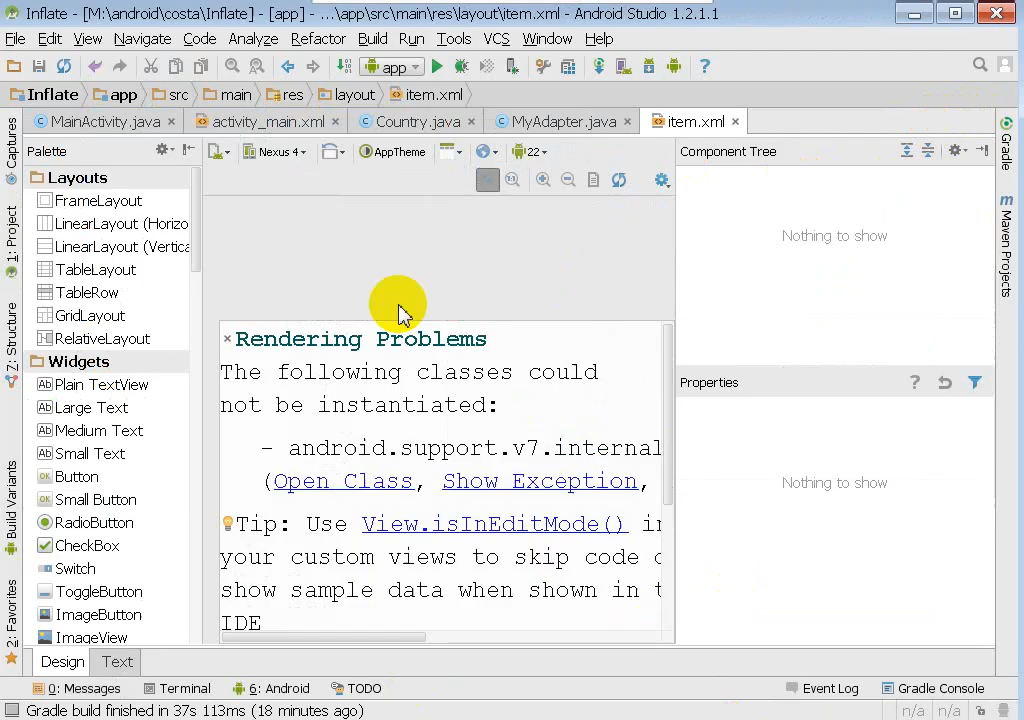 Inflate - [M:\android\costa\Inflate] - [app] - ...\app\src\main\res\layout\item.xml - Android Studio 1.2.1.1
File Edit View Navigate Code Analyze Refactor Build Run Tools VCS Window Help
app
Inflate app src main res layout item.xml
MainActivity.java activity_main.xml Country.java MyAdapter.java item.xml
Captures
1: Project
7: Structure
Build Variants
2: Favorites
Palette
Layouts
FrameLayout
LinearLayout (Horizo
LinearLayout (Vertica
TableLayout
TableRow
GridLayout
RelativeLayout
Widgets
Plain TextView
Large Text
Medium Text
Small Text
Button
Small Button
RadioButton
CheckBox
Switch
ToggleButton
ImageButton
ImageView
Nexus 4 AppTheme 22
Rendering Problems
The following classes could
not be instantiated:
- android.support.v7.internal
(Open Class, Show Exception,
Tip: Use View.isInEditMode() in
your custom views to skip code o
show sample data when shown in t
IDE
Component Tree
Nothing to show
Properties
Nothing to show
Gradle
Maven Projects
Design Text
0: Messages Terminal 6: Android TODO Event Log Gradle Console
Gradle build finished in 37s 113ms (18 minutes ago) n/a n/a